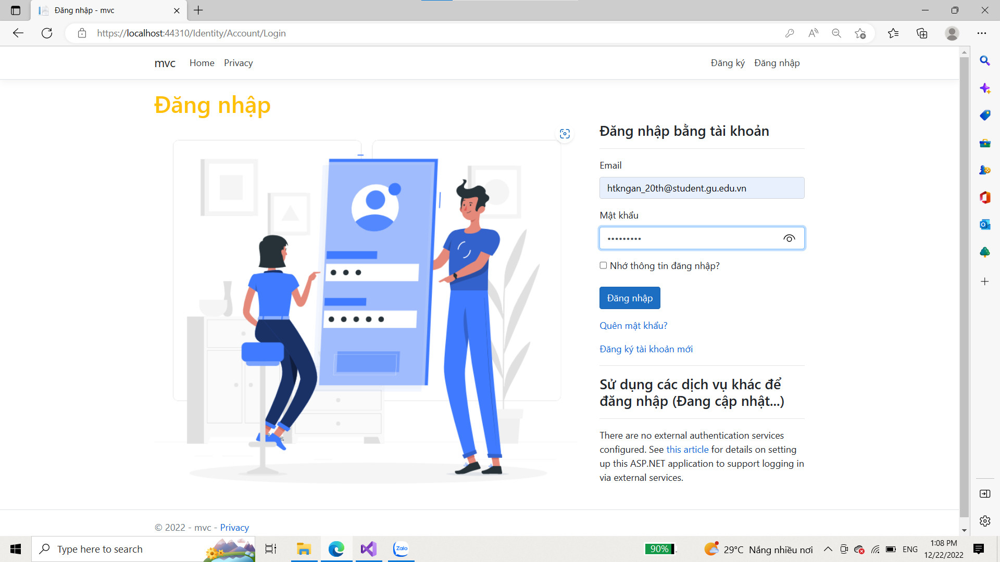 Đăng nhập - mvc
https://localhost:44310/Identity/Account/Login
mvc Home Privacy Đăng ký Đăng nhập
Đăng nhập
Đăng nhập bằng tài khoản
Email
htkngan_20th@student.gu.edu.vn
Mật khẩu
•••••••••
Nhớ thông tin đăng nhập?
Đăng nhập
Quên mật khẩu?
Đăng ký tài khoản mới
Sử dụng các dịch vụ khác để
đăng nhập (Đang cập nhật...)
There are no external authentication services
configured. See this article for details on setting
up this ASP.NET application to support logging in
via external services.
© 2022 - mvc - Privacy
Type here to search
Zalo
90%
29°C Nắng nhiều nơi
ENG
1:08 PM
12/22/2022